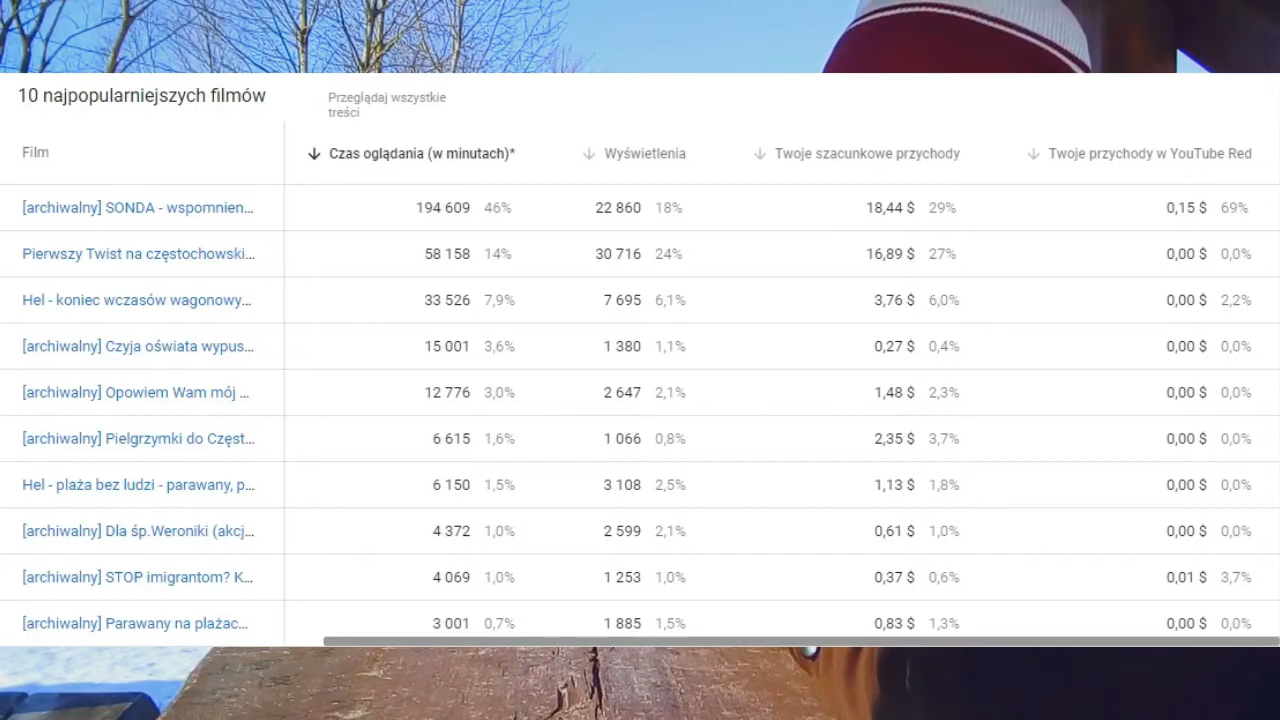 10 najpopularniejszych filmów
Przeglądaj wszystkie
treści
Film ↓ Czas oglądania (w minutach)* ↓ Wyświetlenia ↓ Twoje szacunkowe przychody ↓ Twoje przychody w YouTube Red
[archiwalny] SONDA - wspomnien... 194 609 46% 22 860 18% 18,44 $ 29% 0,15 $ 69%
Pierwszy Twist na częstochowski... 58 158 14% 30 716 24% 16,89 $ 27% 0,00 $ 0,0%
Hel - koniec wczasów wagonowy... 33 526 7,9% 7 695 6,1% 3,76 $ 6,0% 0,00 $ 2,2%
[archiwalny] Czyja oświata wypus... 15 001 3,6% 1 380 1,1% 0,27 $ 0,4% 0,00 $ 0,0%
[archiwalny] Opowiem Wam mój ... 12 776 3,0% 2 647 2,1% 1,48 $ 2,3% 0,00 $ 0,0%
[archiwalny] Pielgrzymki do Częst... 6 615 1,6% 1 066 0,8% 2,35 $ 3,7% 0,00 $ 0,0%
Hel - plaża bez ludzi - parawany, p... 6 150 1,5% 3 108 2,5% 1,13 $ 1,8% 0,00 $ 0,0%
[archiwalny] Dla śp.Weroniki (akcj... 4 372 1,0% 2 599 2,1% 0,61 $ 1,0% 0,00 $ 0,0%
[archiwalny] STOP imigrantom? K... 4 069 1,0% 1 253 1,0% 0,37 $ 0,6% 0,01 $ 3,7%
[archiwalny] Parawany na plażac... 3 001 0,7% 1 885 1,5% 0,83 $ 1,3% 0,00 $ 0,0%